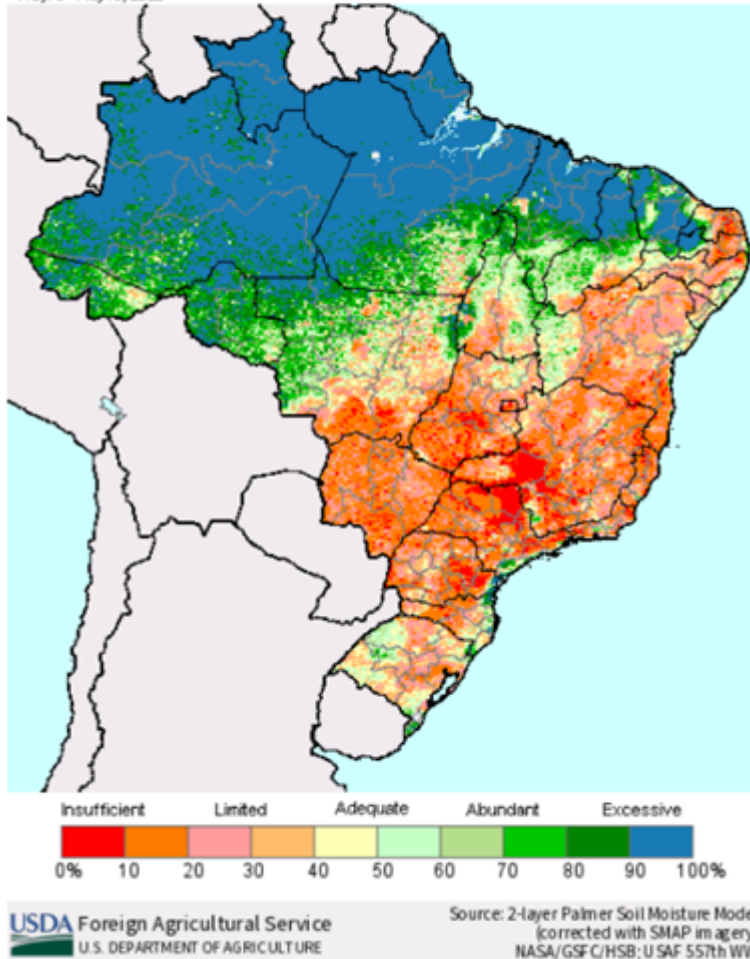 Insufficient Limited Adequate Abundant Excessive
0% 10 20 30 40 50 60 70 80 90 100%
USDA Foreign Agricultural Service
U.S. DEPARTMENT OF AGRICULTURE
Source: 2-layer Palmer Soil Moisture Mode
(corrected with SMAP imagery
NASA/GSFC/HSB; USAF 557th WW